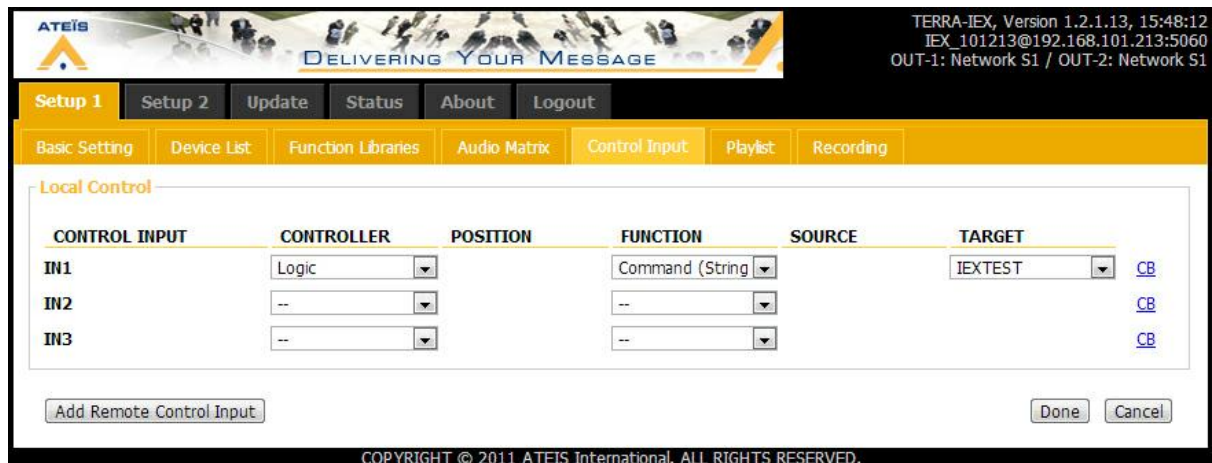 ATEÏS
DELIVERING YOUR MESSAGE
TERRA-IEX, Version 1.2.1.13, 15:48:12
IEX_101213@192.168.101.213:5060
OUT-1: Network S1 / OUT-2: Network S1
Setup 1 Setup 2 Update Status About Logout
Basic Setting Device List Function Libraries Audio Matrix Control Input Playlist Recording
Local Control
CONTROL INPUT CONTROLLER POSITION FUNCTION SOURCE TARGET
IN1 Logic Command (String IEXTEST CB
IN2 -- -- CB
IN3 -- -- CB
Add Remote Control Input Done Cancel
COPYRIGHT © 2011 ATEIS International. ALL RIGHTS RESERVED.